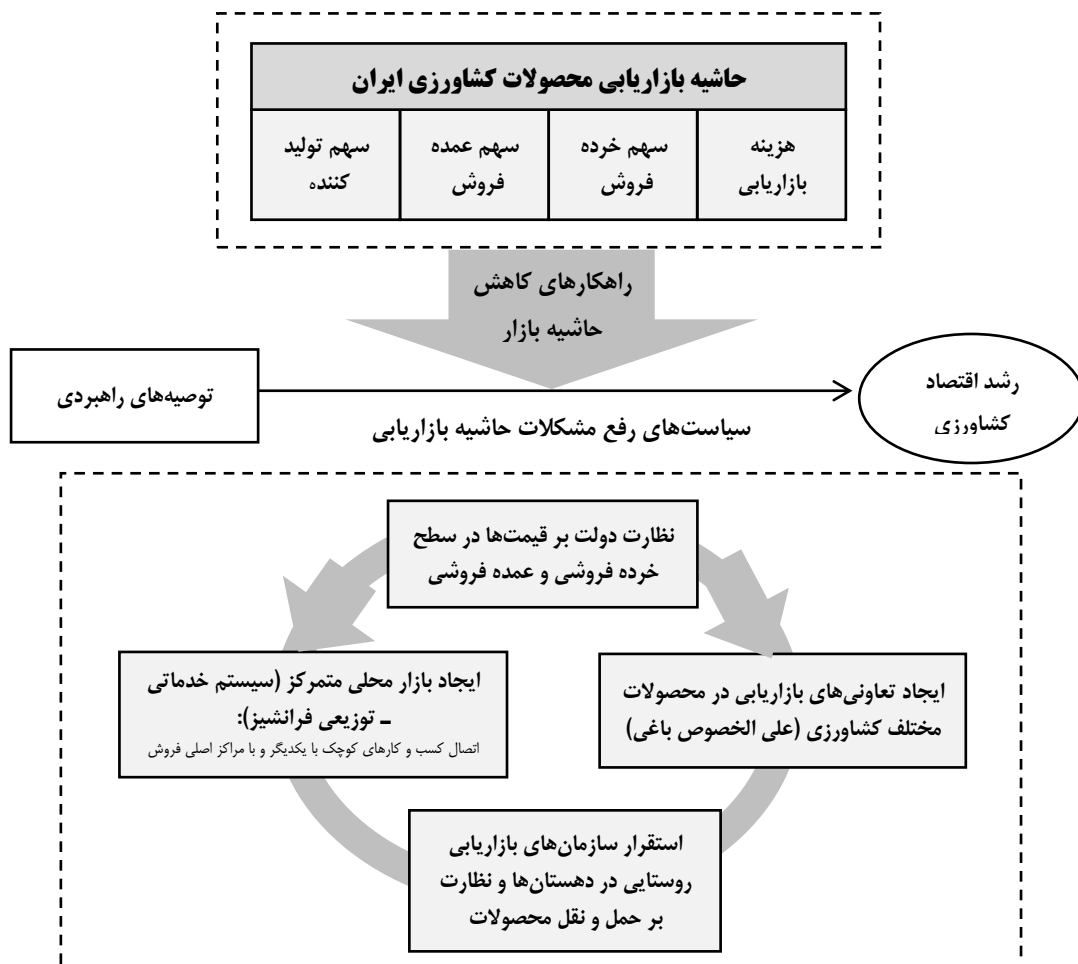 حاشیه بازاریابی محصولات کشاورزی ایران
هزینه
بازاریابی
سهم خرده
فروش
سهم عمده
فروش
سهم تولید
کننده
راهکارهای کاهش
حاشیه بازار
رشد اقتصاد
کشاورزی
توصیه‌های راهبردی
سیاست‌های رفع مشکلات حاشیه بازاریابی
نظارت دولت بر قیمت‌ها در سطح
خرده فروشی و عمده فروشی
ایجاد تعاونی‌های بازاریابی در محصولات
مختلف کشاورزی (علی الخصوص باغی)
ایجاد بازار محلی متمرکز (سیستم خدماتی
ـ توزیعی فرانشیز):
اتصال کسب و کارهای کوچک با یکدیگر و با مراکز اصلی فروش
استقرار سازمان‌های بازاریابی
روستایی در دهستان‌ها و نظارت
بر حمل و نقل محصولات